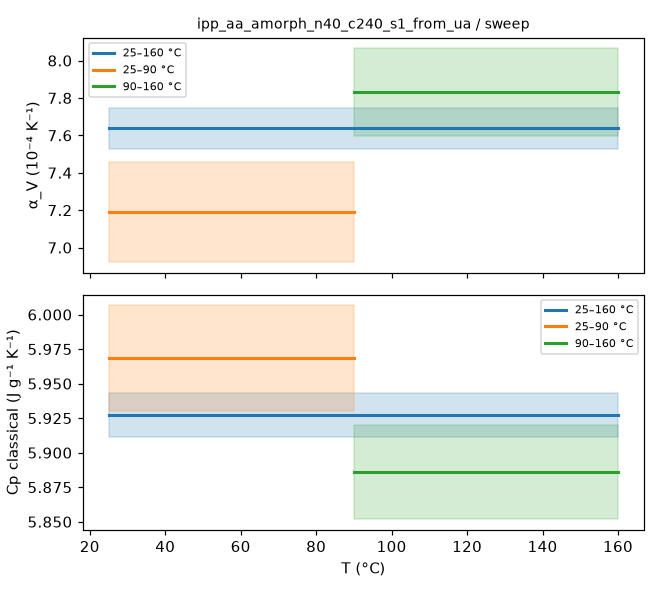 ipp_aa_amorph_n40_c240_s1_from_ua / sweep
α_V (10⁻⁴ K⁻¹)
8.0
7.8
7.6
7.4
7.2
7.0
25–160 °C
25–90 °C
90–160 °C
Cp classical (J g⁻¹ K⁻¹)
6.000
5.975
5.950
5.925
5.900
5.875
5.850
25–160 °C
25–90 °C
90–160 °C
20 40 60 80 100 120 140 160
T (°C)